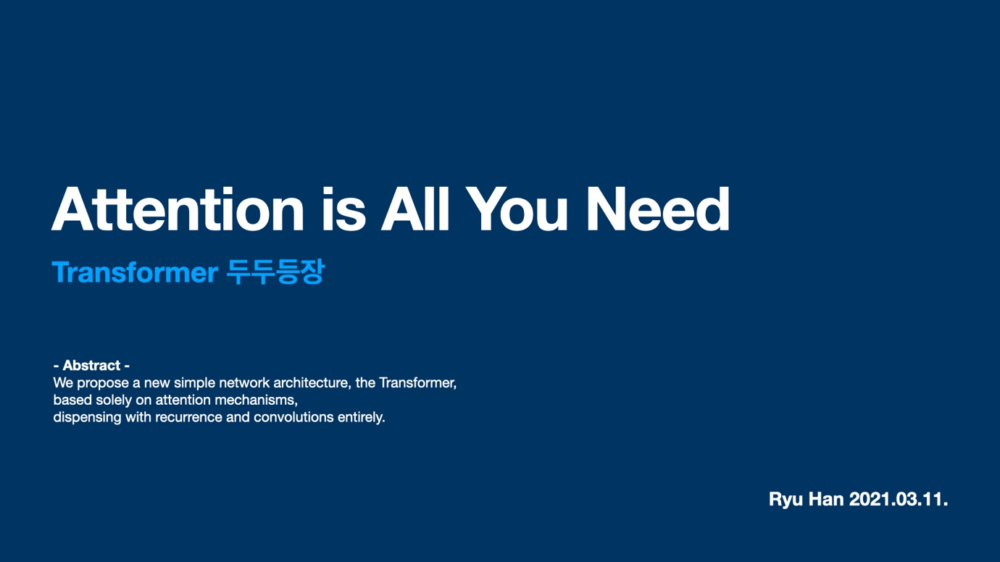 Attention is All You Need
Transformer 두두등장
- Abstract -
We propose a new simple network architecture, the Transformer,
based solely on attention mechanisms,
dispensing with recurrence and convolutions entirely.
Ryu Han 2021.03.11.